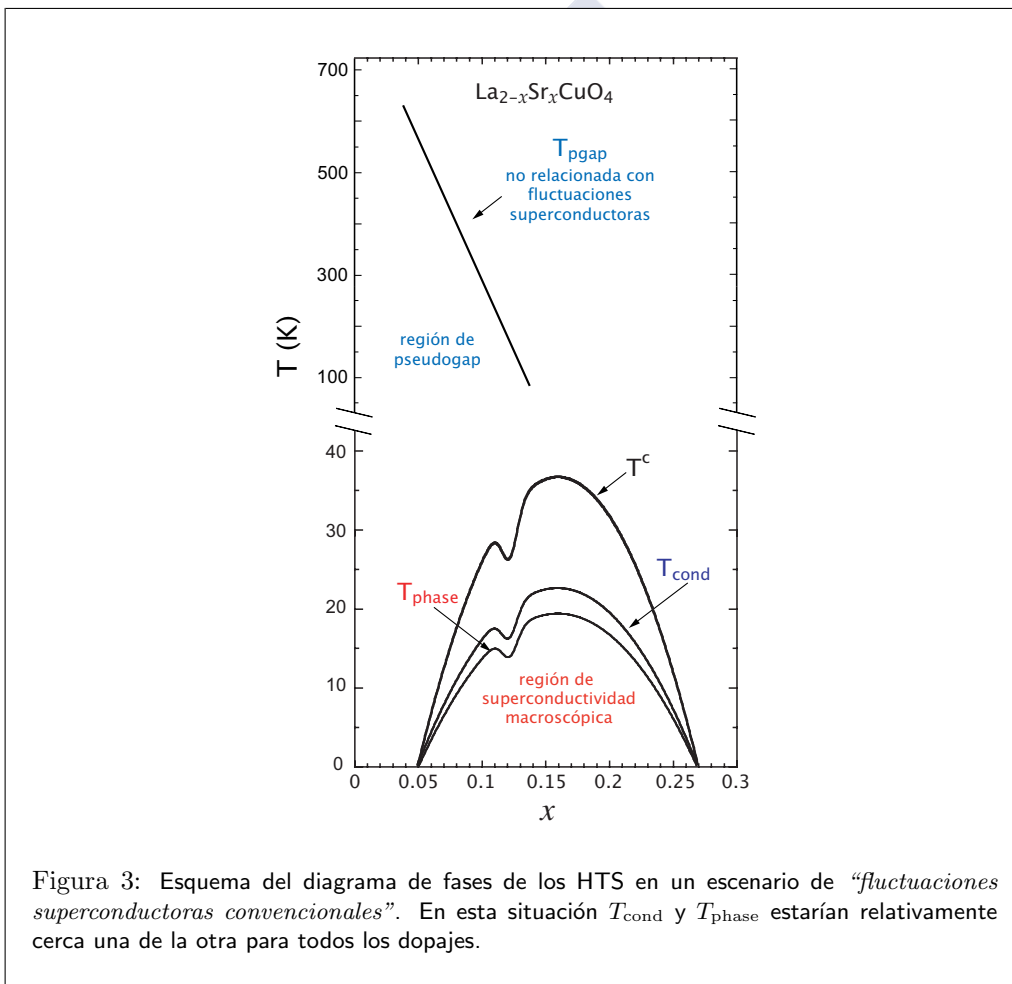 700
La2−xSrxCuO4
Tpgap
no relacionada con
fluctuaciones
superconductoras
500
300
T (K)
región de
pseudogap
100
40
T^c
30
Tcond
Tphase
20
región de
superconductividad
macroscópica
10
0
0 0.05 0.1 0.15 0.2 0.25 0.3
x
Figura 3: Esquema del diagrama de fases de los HTS en un escenario de “fluctuaciones
superconductoras convencionales”. En esta situación Tcond y Tphase estarían relativamente
cerca una de la otra para todos los dopajes.